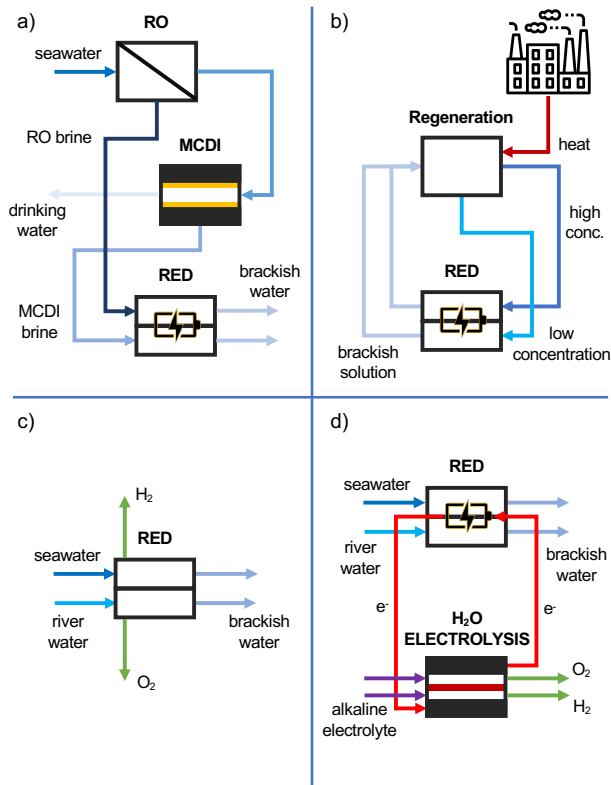 a)
RO
seawater
RO brine
MCDI
drinking
water
RED
brackish
water
MCDI
brine
b)
Regeneration
heat
high
conc.
RED
low
concentration
brackish
solution
c)
H₂
RED
seawater
river
water
brackish
water
O₂
d)
RED
seawater
river
water
brackish
water
e⁻
e⁻
H₂O
ELECTROLYSIS
O₂
H₂
alkaline
electrolyte